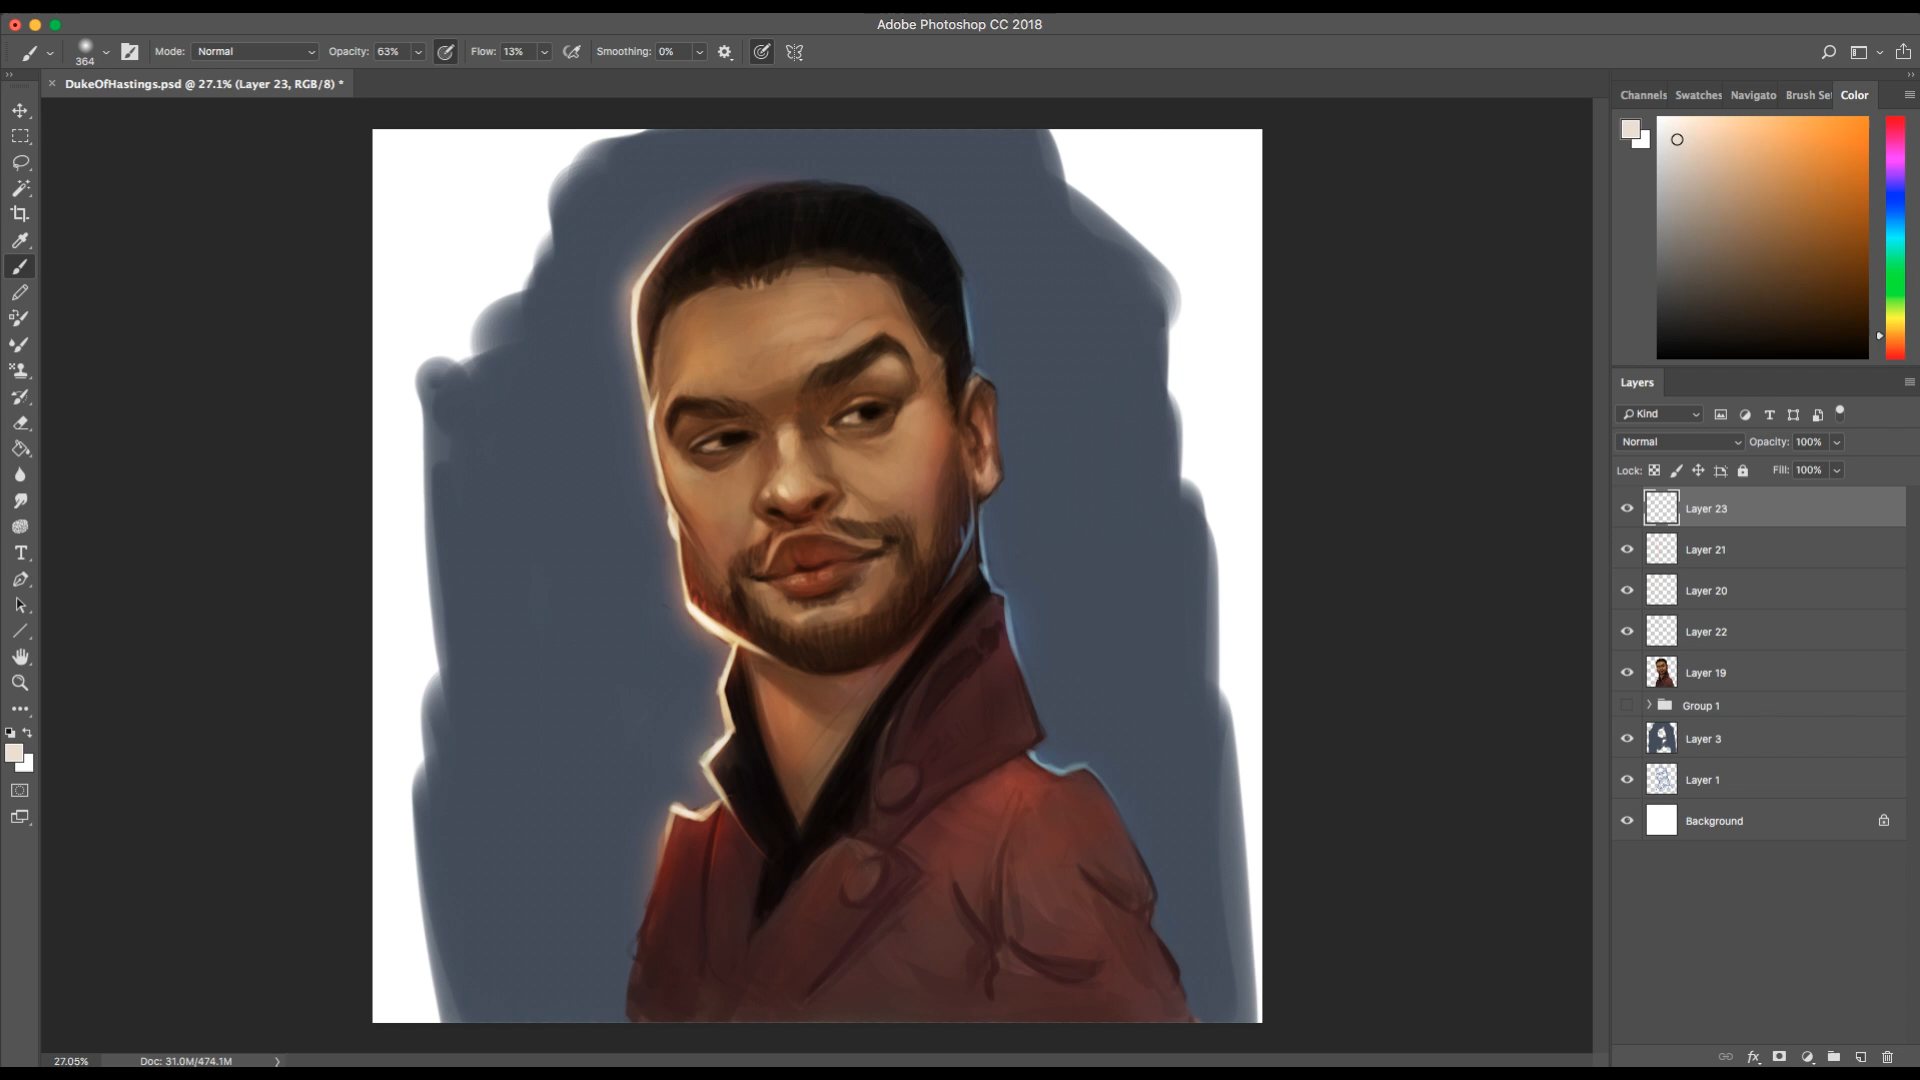 Adobe Photoshop CC 2018
364 Mode: Normal Opacity: 63% Flow: 13% Smoothing: 0%
× DukeOfHastings.psd @ 27.1% (Layer 23, RGB/8) *
Channels Swatches Navigato Brush Set Color
Layers
Kind
Normal Opacity: 100%
Lock: Fill: 100%
Layer 23
Layer 21
Layer 20
Layer 22
Layer 19
Group 1
Layer 3
Layer 1
Background
27.05% Doc: 31.0M/474.1M
fx